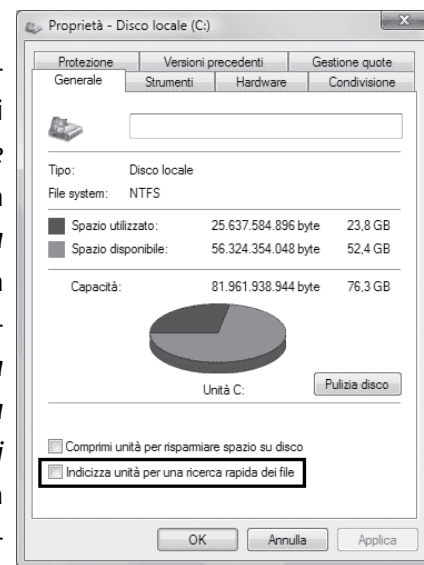 Proprietà - Disco locale (C:)
Protezione Versioni precedenti Gestione quote
Generale Strumenti Hardware Condivisione
Tipo: Disco locale
File system: NTFS
Spazio utilizzato: 25.637.584.896 byte 23,8 GB
Spazio disponibile: 56.324.354.048 byte 52,4 GB
Capacità: 81.961.938.944 byte 76,3 GB
Unità C:
Pulizia disco
Comprimi unità per risparmiare spazio su disco
Indicizza unità per una ricerca rapida dei file
OK Annulla Applica